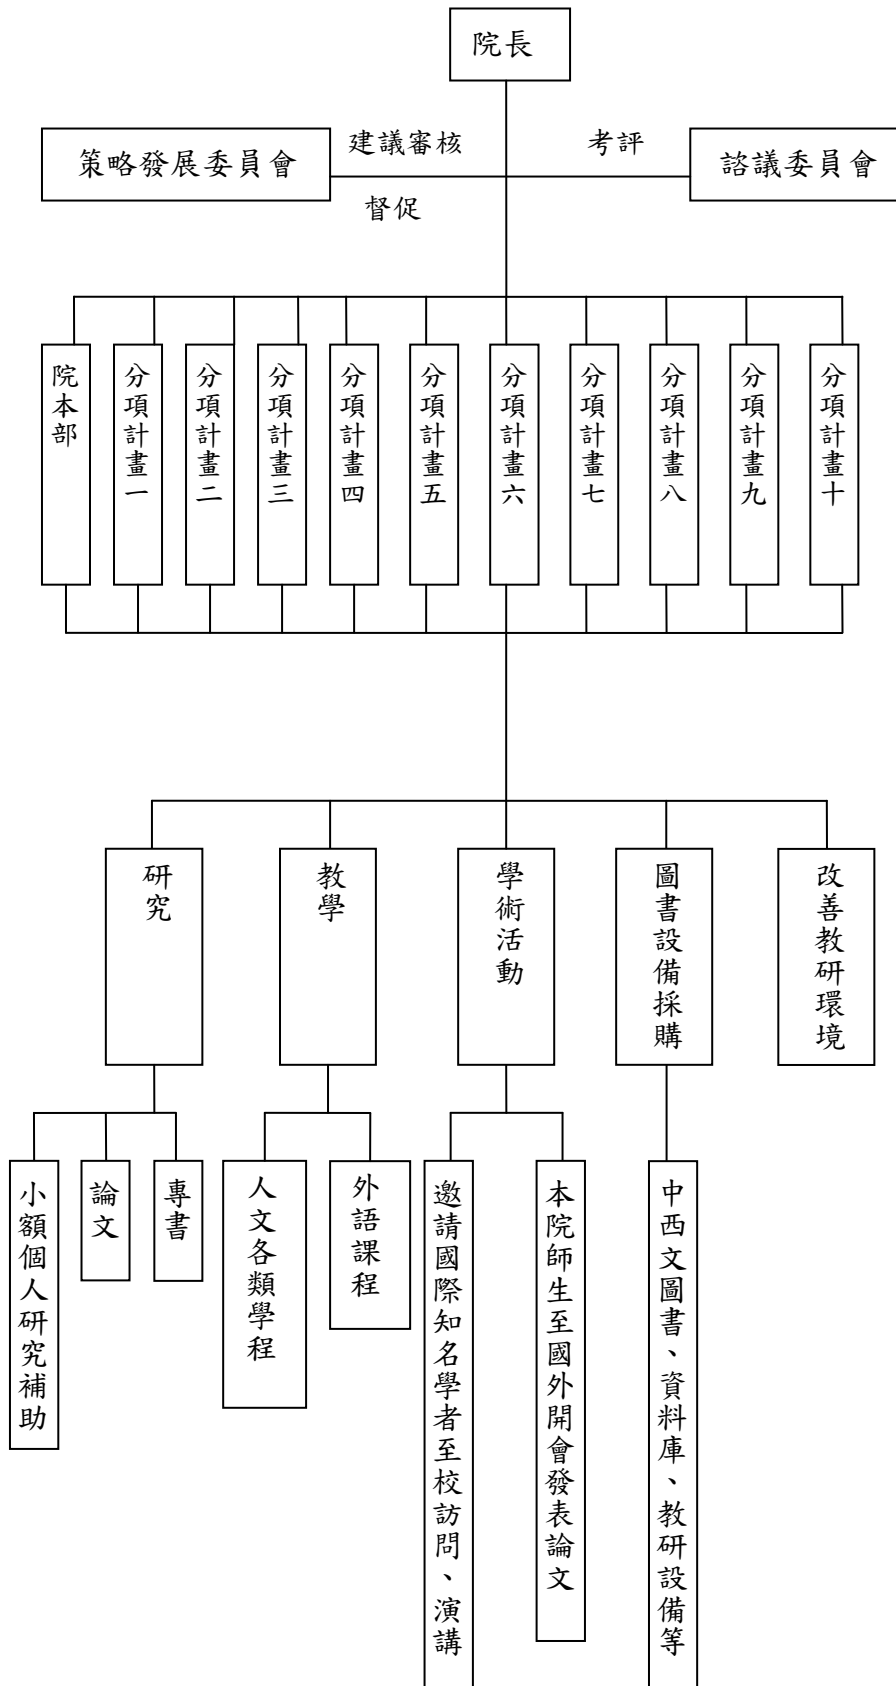 院長
策略發展委員會
建議審核
督促
考評
諮議委員會
院本部
分項計畫一
分項計畫二
分項計畫三
分項計畫四
分項計畫五
分項計畫六
分項計畫七
分項計畫八
分項計畫九
分項計畫十
研究
教學
學術活動
圖書設備採購
改善教研環境
小額個人研究補助
論文
專書
人文各類學程
外語課程
邀請國際知名學者至校訪問、演講
本院師生至國外開會發表論文
中西文圖書、資料庫、教研設備等